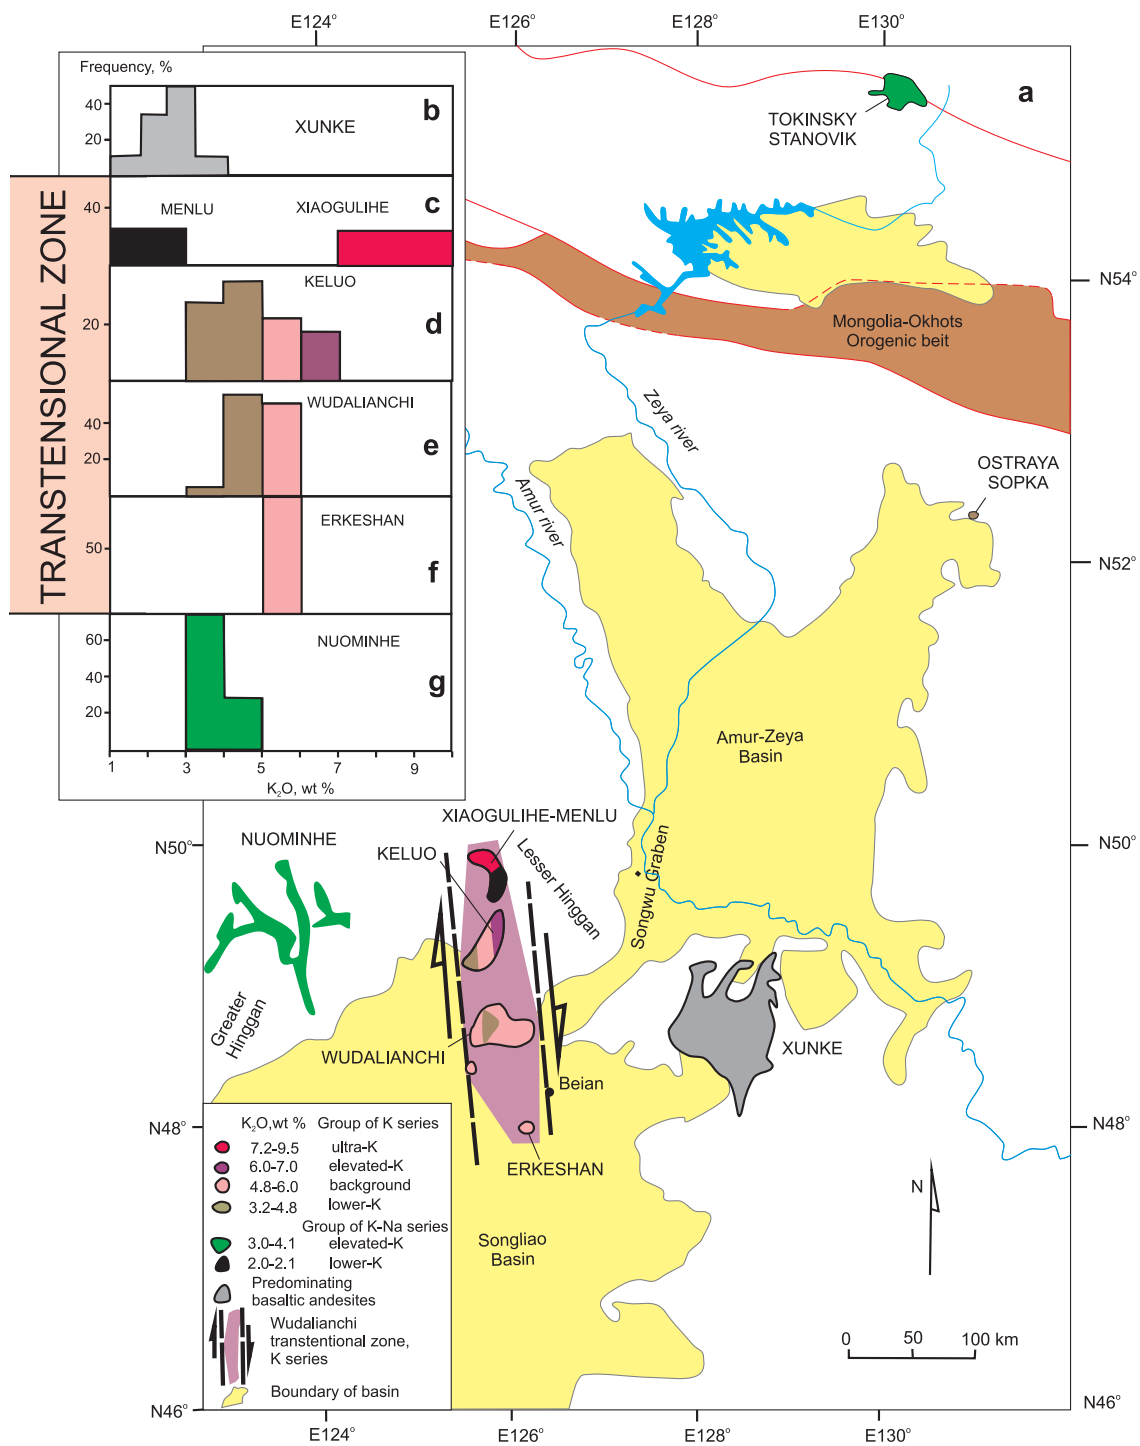 E124°
E126°
E128°
E130°
a
TOKINSKY
STANOVIK
Frequency, %
b
XUNKE
40
20
TRANSTENSIONAL ZONE
c
MENLU
XIAOGULIHE
40
KELUO
d
20
WUDALIANCHI
e
40
20
ERKESHAN
f
50
NUOMINHE
g
60
40
20
1
3
5
7
9
K₂O, wt %
N54°
Mongolia-Okhots
Orogenic beit
Zeya river
Amur river
OSTRAYA
SOPKA
N52°
Amur-Zeya
Basin
XIAOGULIHE-MENLU
N50°
NUOMINHE
KELUO
Lesser Hinggan
Songwu Graben
N50°
Greater
Hinggan
WUDALIANCHI
XUNKE
Beian
N48°
ERKESHAN
N48°
K₂O,wt % Group of K series
7.2-9.5 ultra-K
6.0-7.0 elevated-K
4.8-6.0 background
3.2-4.8 lower-K
Group of K-Na series
3.0-4.1 elevated-K
2.0-2.1 lower-K
Predominating
basaltic andesites
Wudalianchi
transtentional zone,
K series
Boundary of basin
Songliao
Basin
N
0 50 100 km
N46°
N46°
E124°
E126°
E128°
E130°